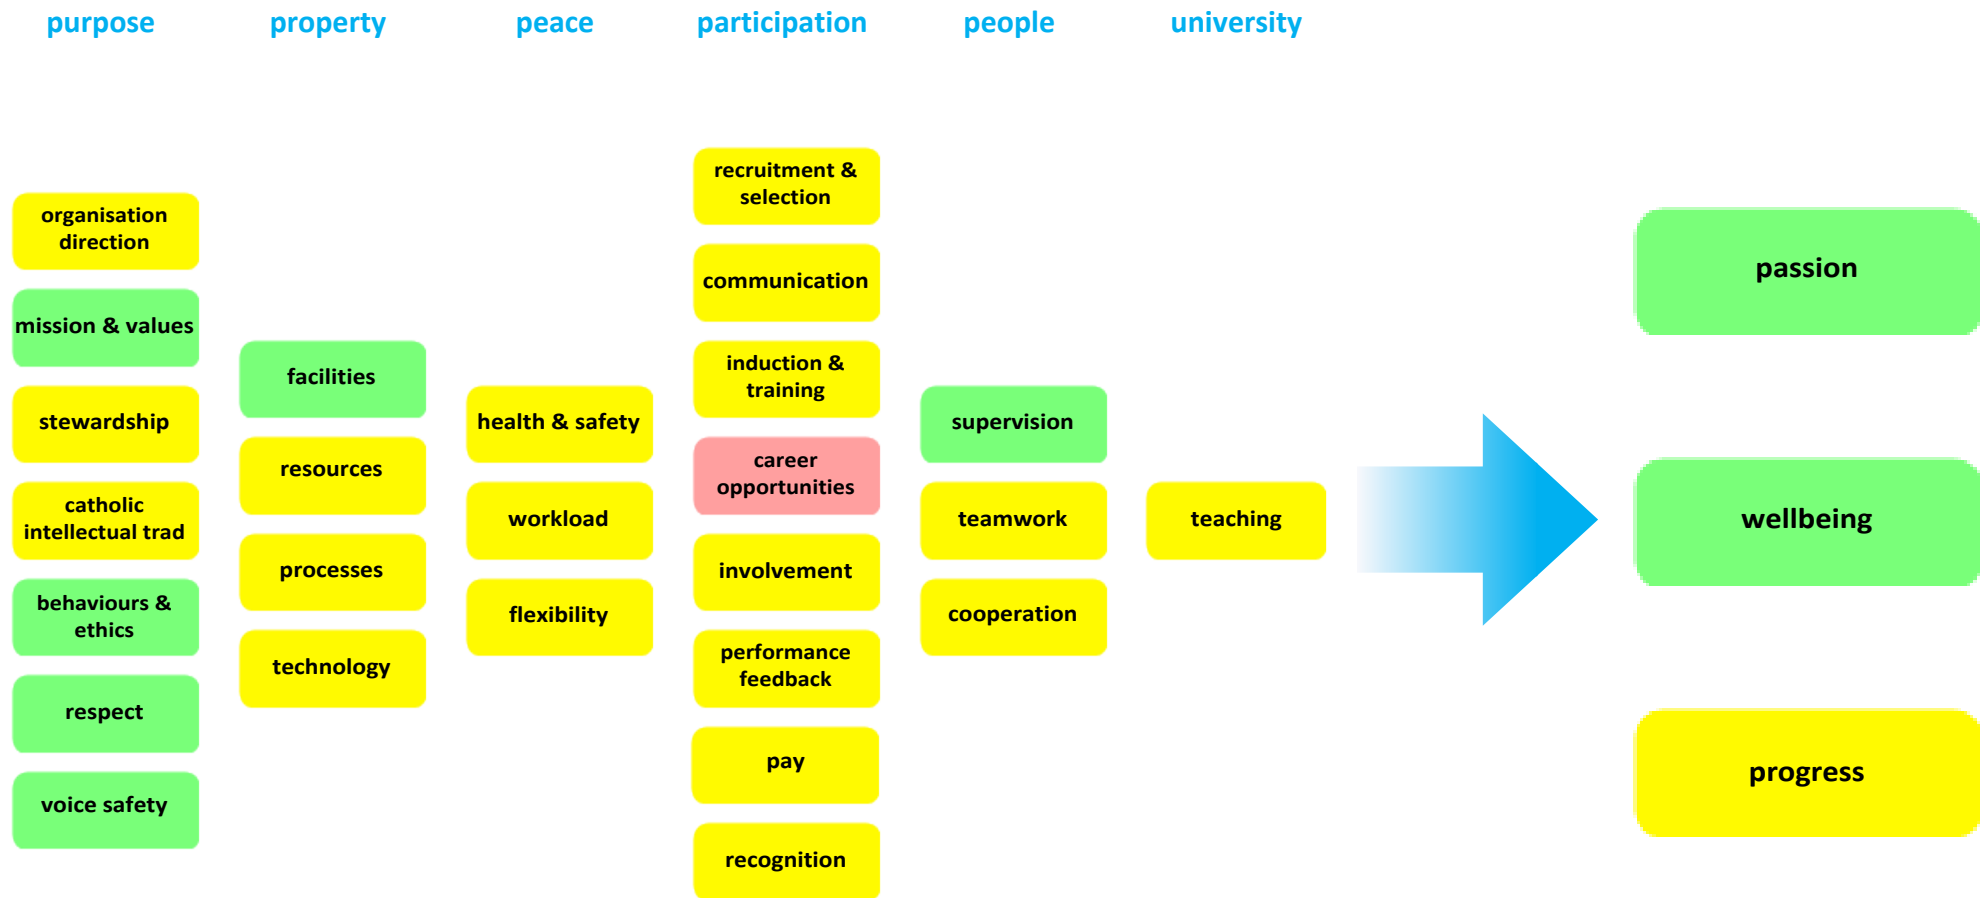 purpose property peace participation people university
organisation
direction
mission & values
stewardship
catholic
intellectual trad
behaviours &
ethics
respect
voice safety
facilities
resources
processes
technology
health & safety
workload
flexibility
recruitment &
selection
communication
induction &
training
career
opportunities
involvement
performance
feedback
pay
recognition
supervision
teamwork
cooperation
teaching
passion
wellbeing
progress